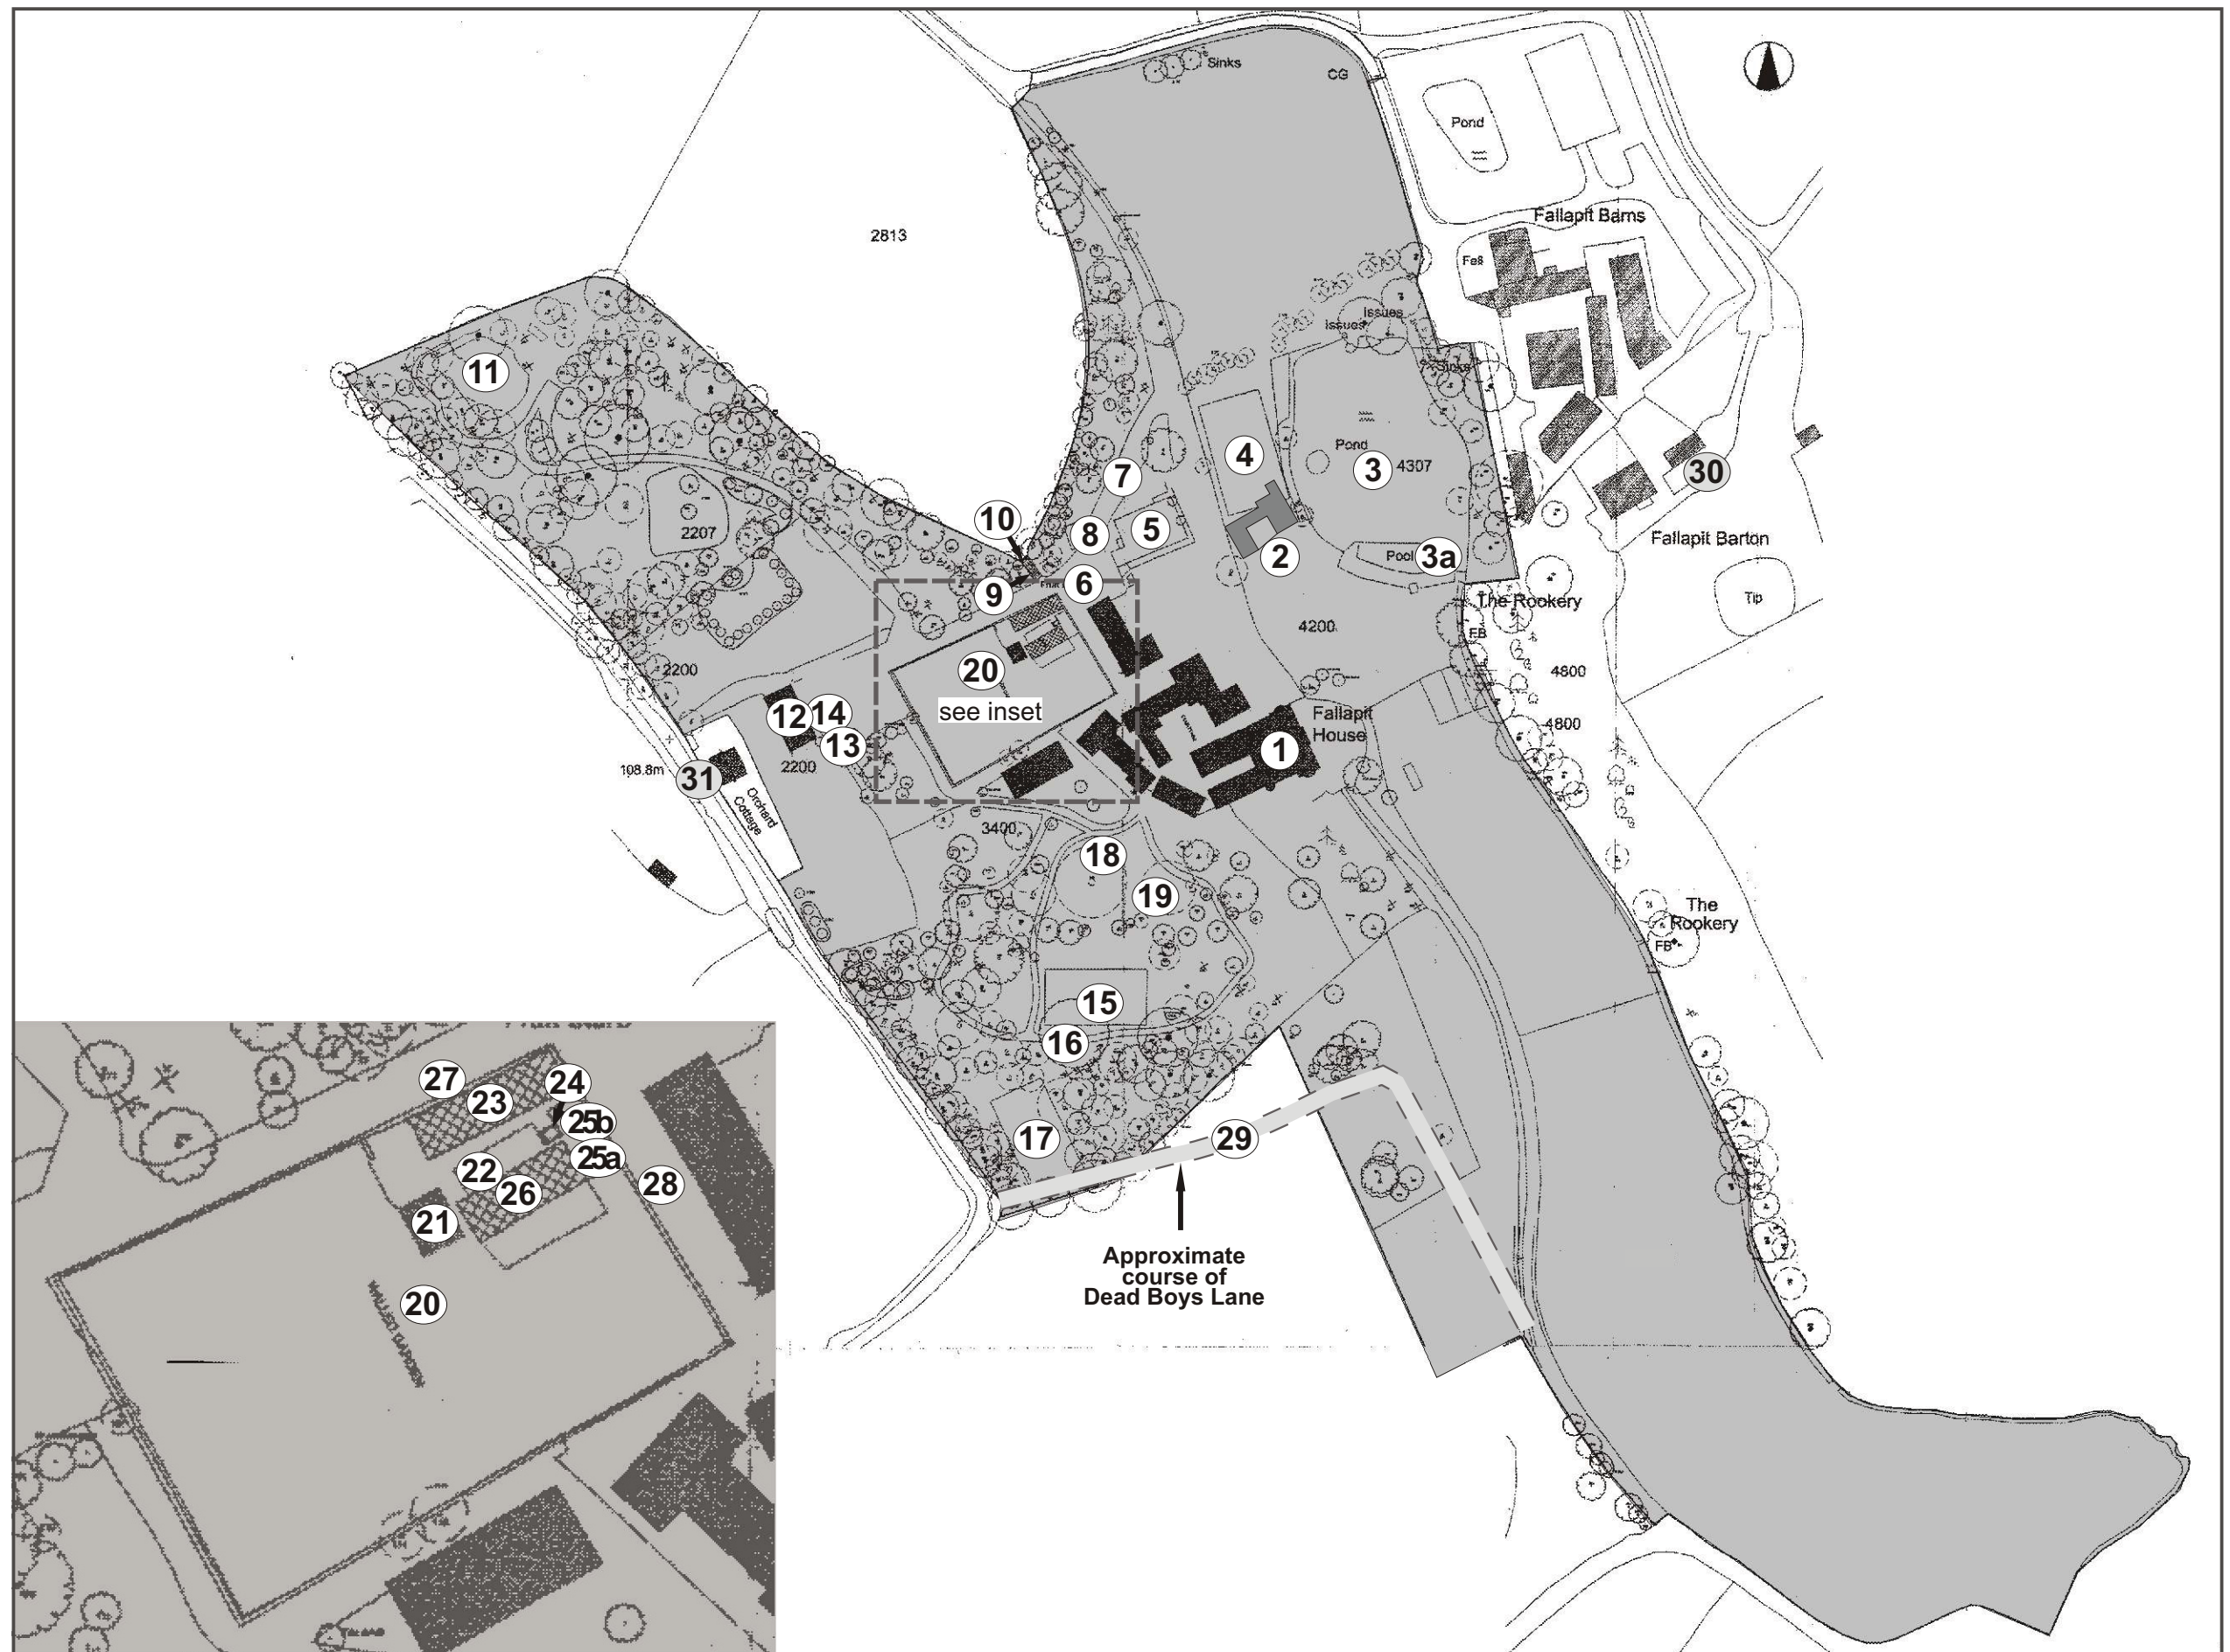 Sinks
CG
Pond
2813
Fallapit Barns
Issues
Issues
Sinks
11
4
Pond
3
4307
30
7
10
8
5
2207
2
Pool
3a
Fallapit Barton
9
6
The Rookery
Tip
FB
4200
2200
20
4800
see inset
12
14
13
Fallapit
House
4800
1
108.8m
31
2200
Orchard
Cottage
3400
18
19
The
Rookery
FB
15
16
17
29
Approximate
course of
Dead Boys Lane
27
24
23
25b
25a
22
26
28
21
20
WALLED GARDEN